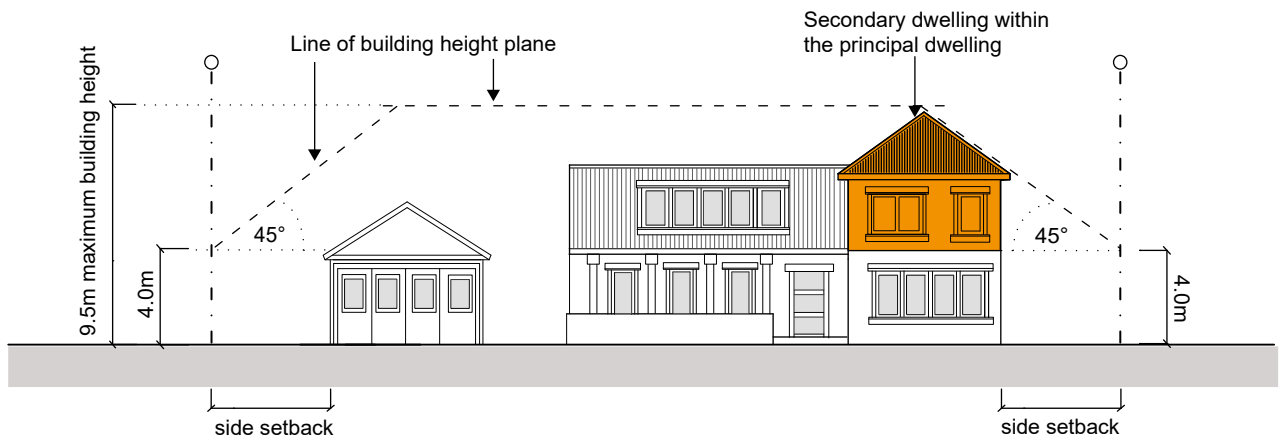 Secondary dwelling within
the principal dwelling
Line of building height plane
9.5m maximum building height
45°
45°
4.0m
4.0m
side setback
side setback